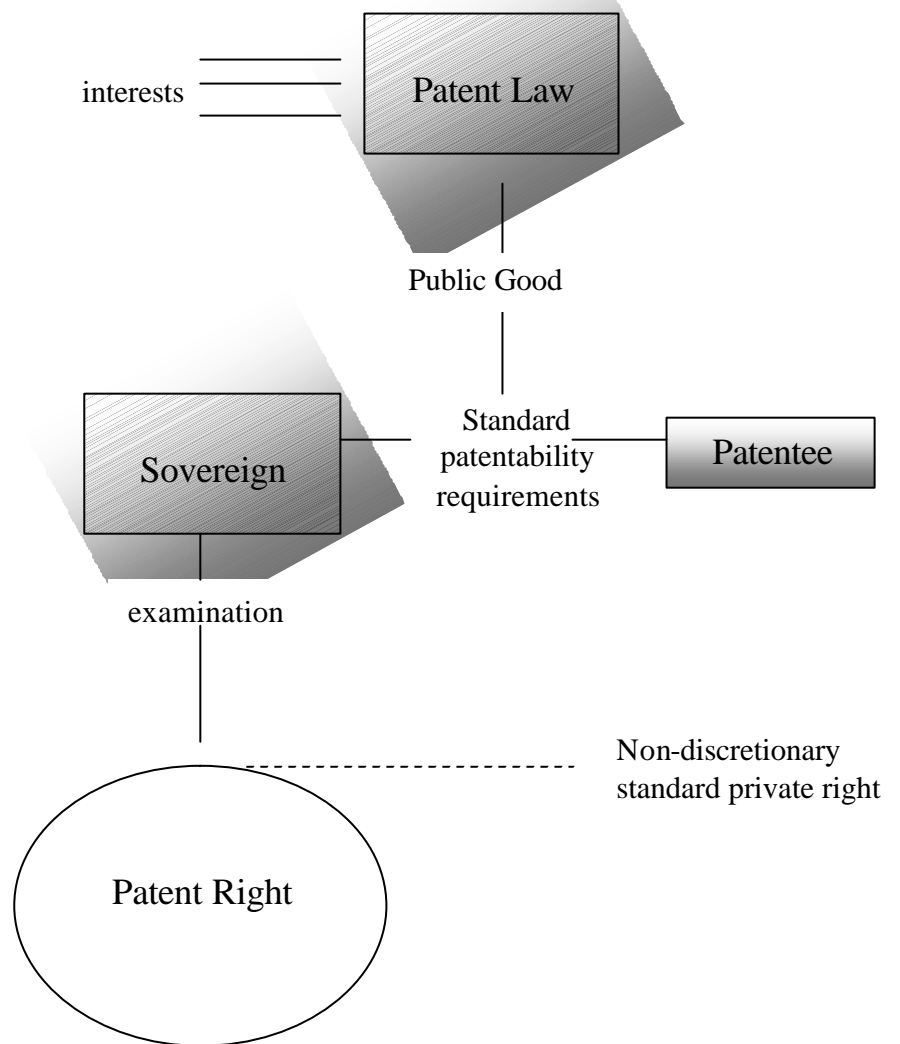 Patent Law
interests
Public Good
Standard
patentability
requirements
Sovereign
Patentee
examination
Non-discretionary
standard private right
Patent Right